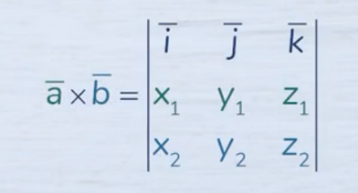 i̅ j̅ k̅
a̅ × b̅ = | x₁ y₁ z₁ |
x₂ y₂ z₂